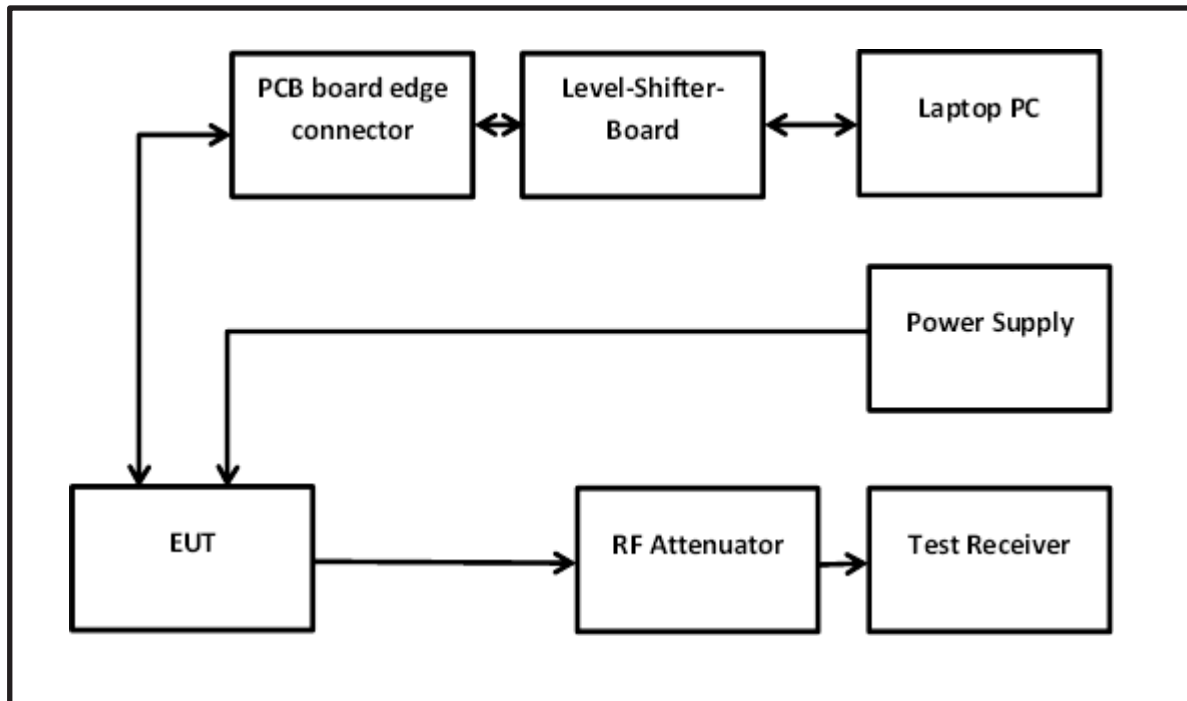 PCB board edge
connector
Level-Shifter-
Board
Laptop PC
Power Supply
EUT
RF Attenuator
Test Receiver